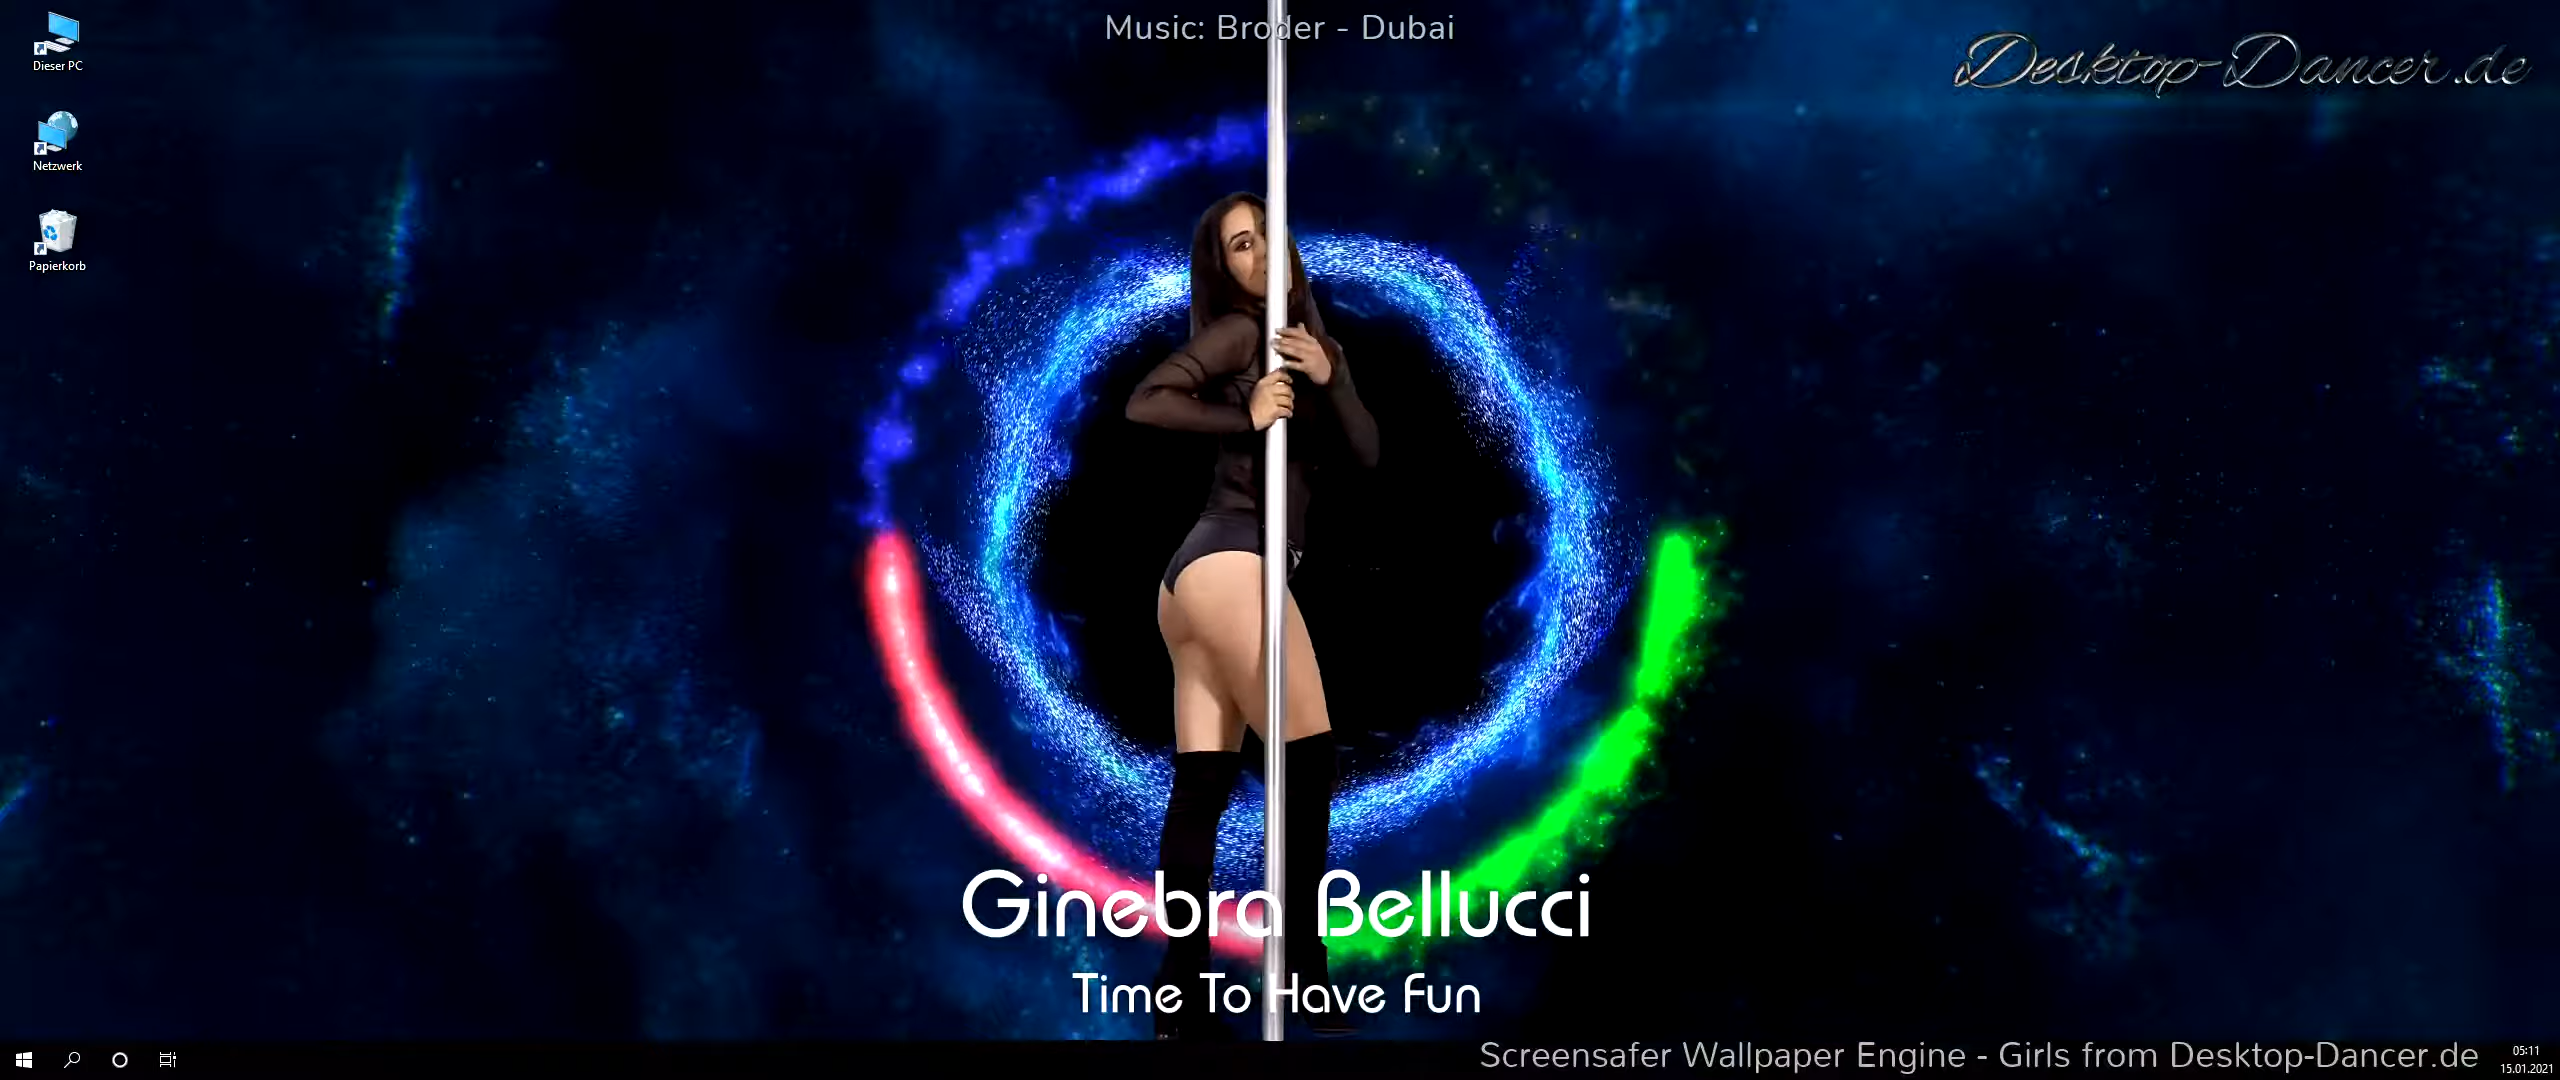 Music: Broder - Dubai
Desktop-Dancer.de
Dieser PC
Netzwerk
Papierkorb
Ginebra Bellucci
Time To Have Fun
Screensafer Wallpaper Engine - Girls from Desktop-Dancer.de
05:11
15.01.2021